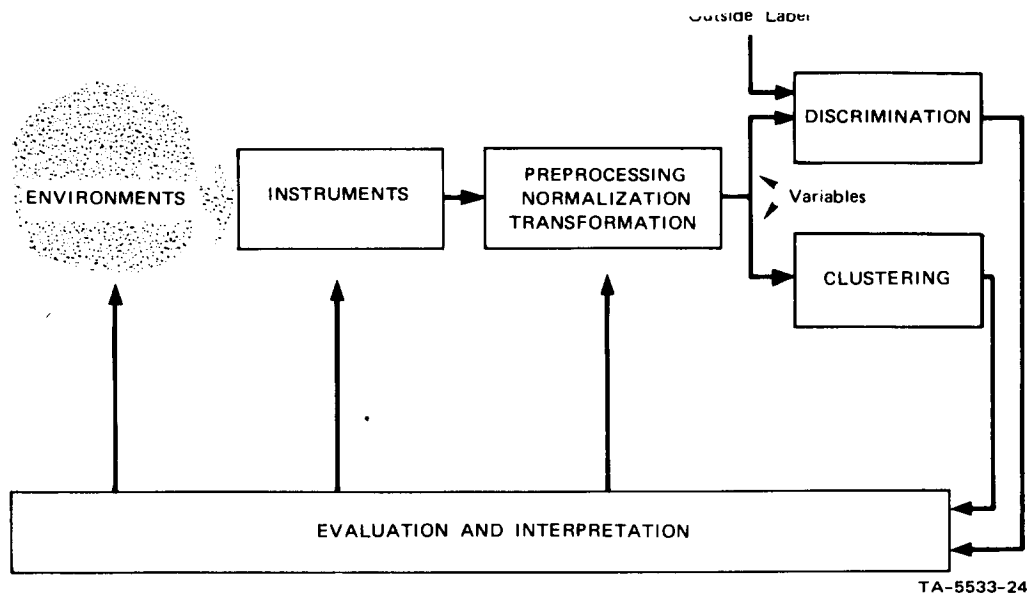 Outside Label
DISCRIMINATION
ENVIRONMENTS
INSTRUMENTS
PREPROCESSING
NORMALIZATION
TRANSFORMATION
Variables
CLUSTERING
EVALUATION AND INTERPRETATION
TA-5533-24